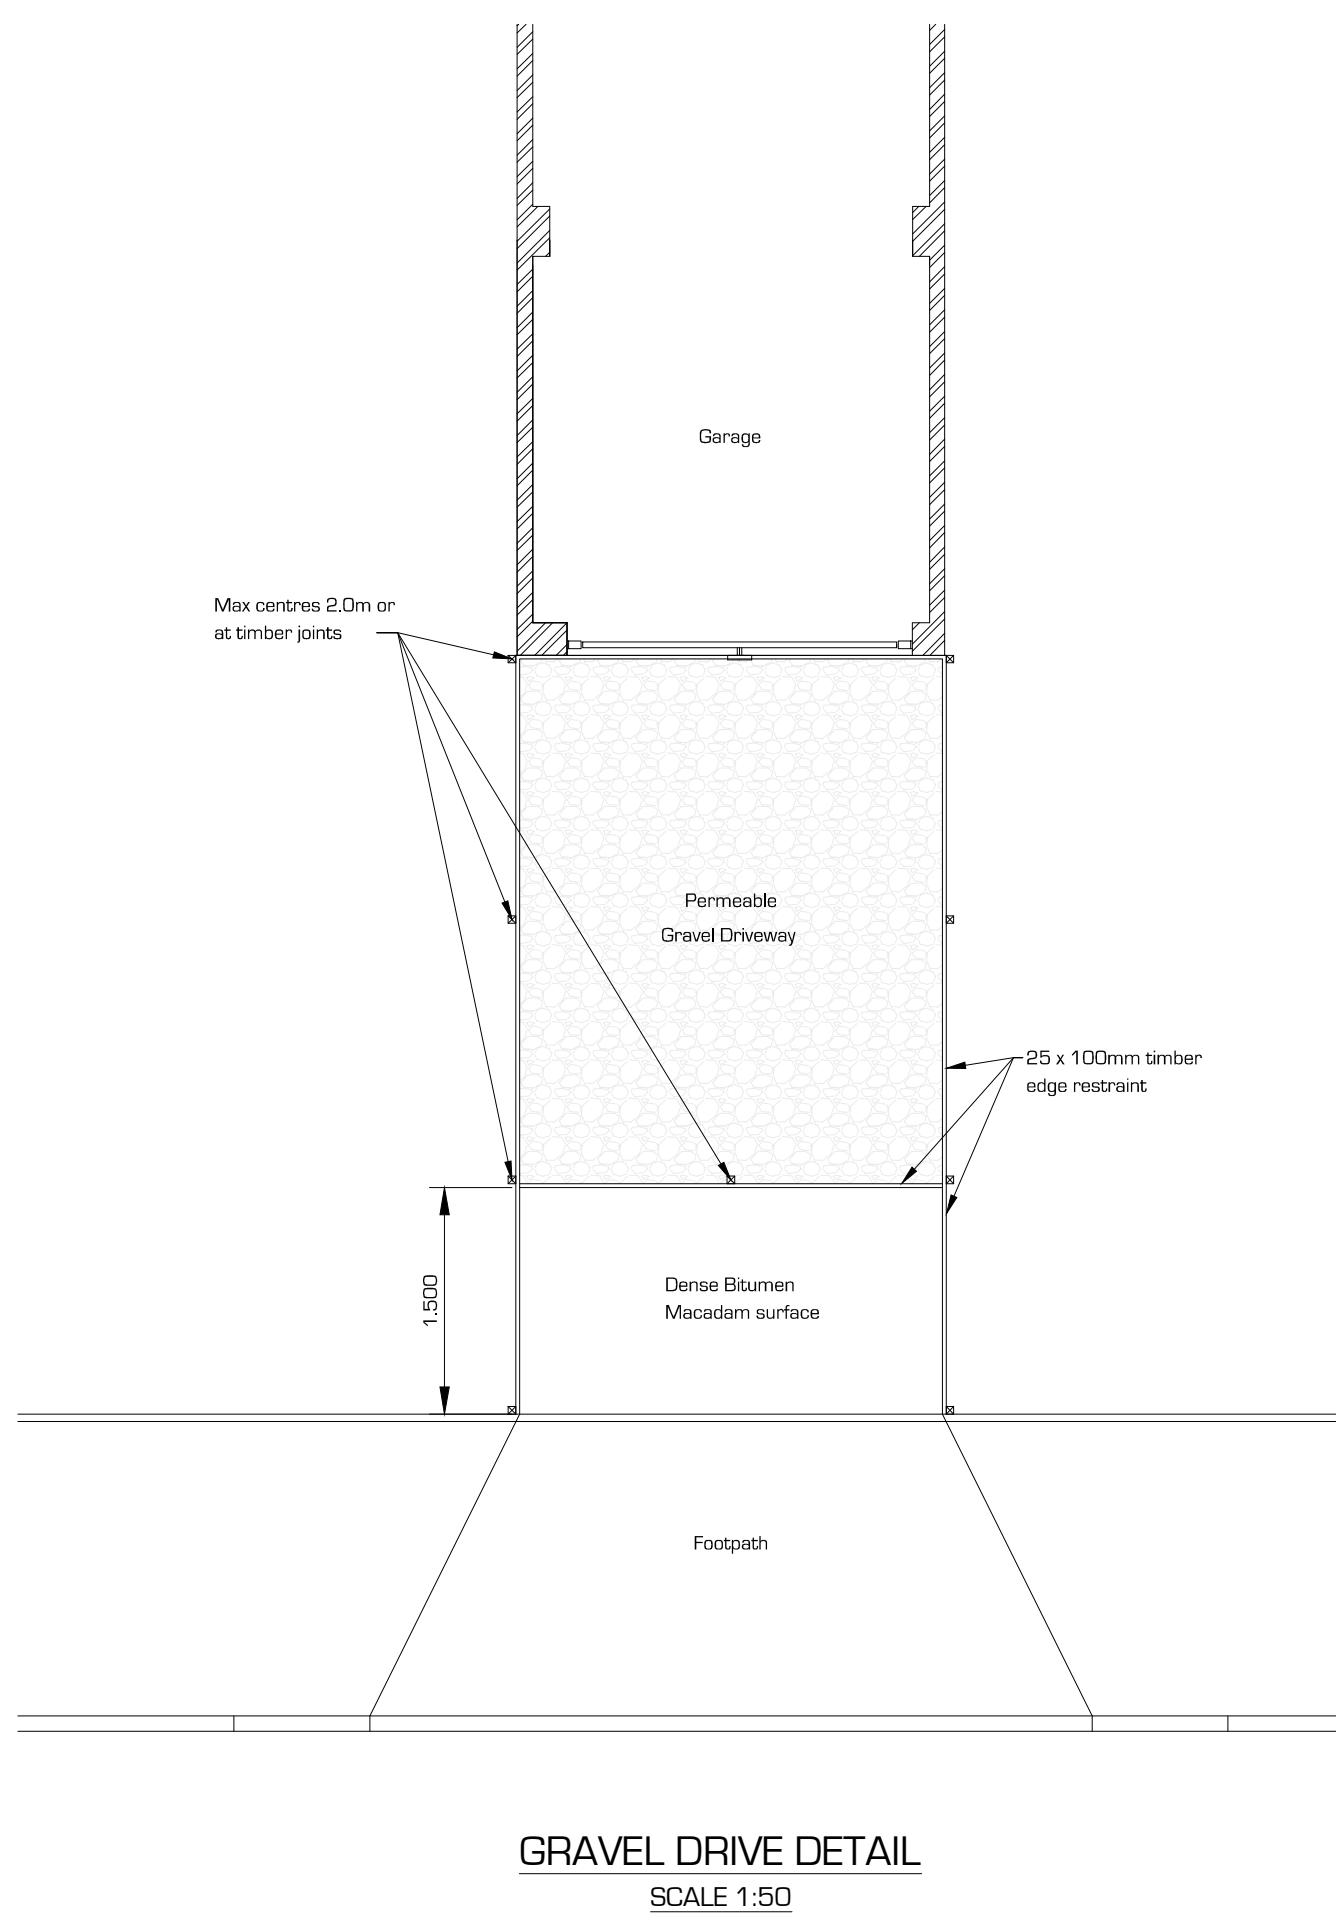 Garage
Max centres 2.0m or
at timber joints
Permeable
Gravel Driveway
25 x 100mm timber
edge restraint
1.500
Dense Bitumen
Macadam surface
Footpath
GRAVEL DRIVE DETAIL
SCALE 1:50